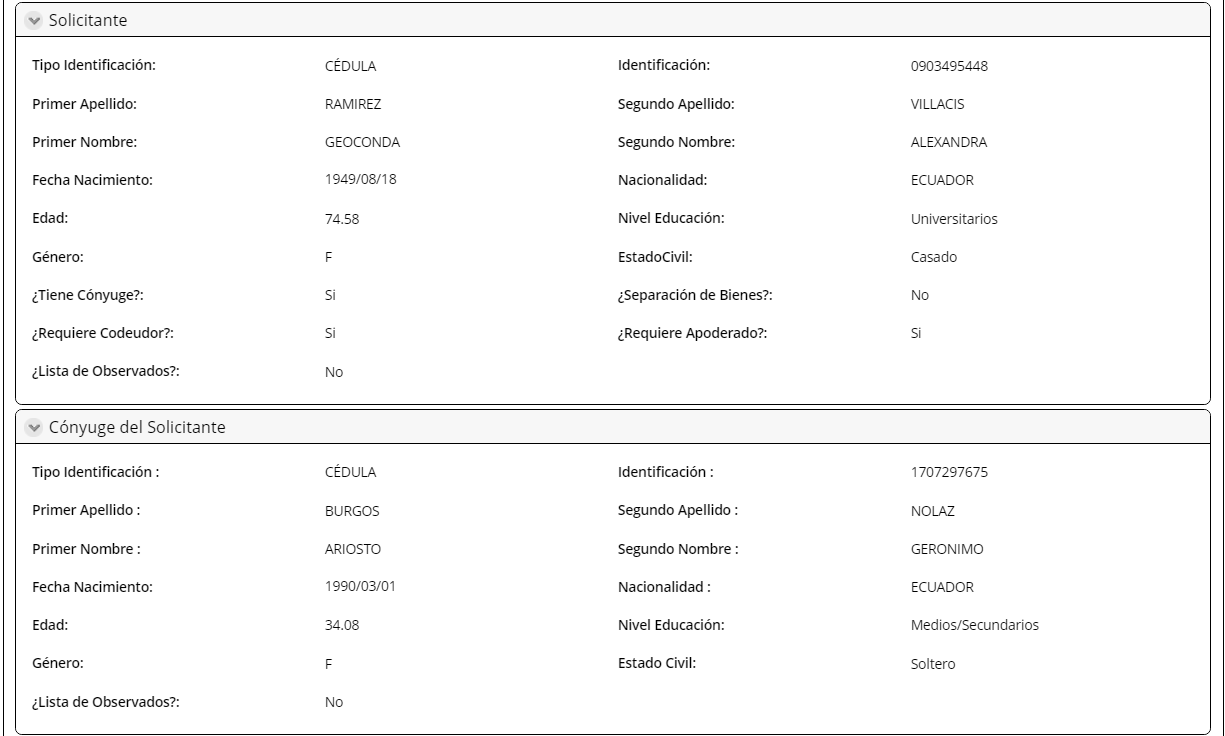 Solicitante
Tipo Identificación: CÉDULA Identificación: 0903495448
Primer Apellido: RAMIREZ Segundo Apellido: VILLACIS
Primer Nombre: GEOCONDA Segundo Nombre: ALEXANDRA
Fecha Nacimiento: 1949/08/18 Nacionalidad: ECUADOR
Edad: 74.58 Nivel Educación: Universitarios
Género: F EstadoCivil: Casado
¿Tiene Cónyuge?: Si ¿Separación de Bienes?: No
¿Requiere Codeudor?: Si ¿Requiere Apoderado?: Si
¿Lista de Observados?: No
Cónyuge del Solicitante
Tipo Identificación : CÉDULA Identificación : 1707297675
Primer Apellido : BURGOS Segundo Apellido : NOLAZ
Primer Nombre : ARIOSTO Segundo Nombre : GERONIMO
Fecha Nacimiento: 1990/03/01 Nacionalidad : ECUADOR
Edad: 34.08 Nivel Educación: Medios/Secundarios
Género: F Estado Civil: Soltero
¿Lista de Observados?: No